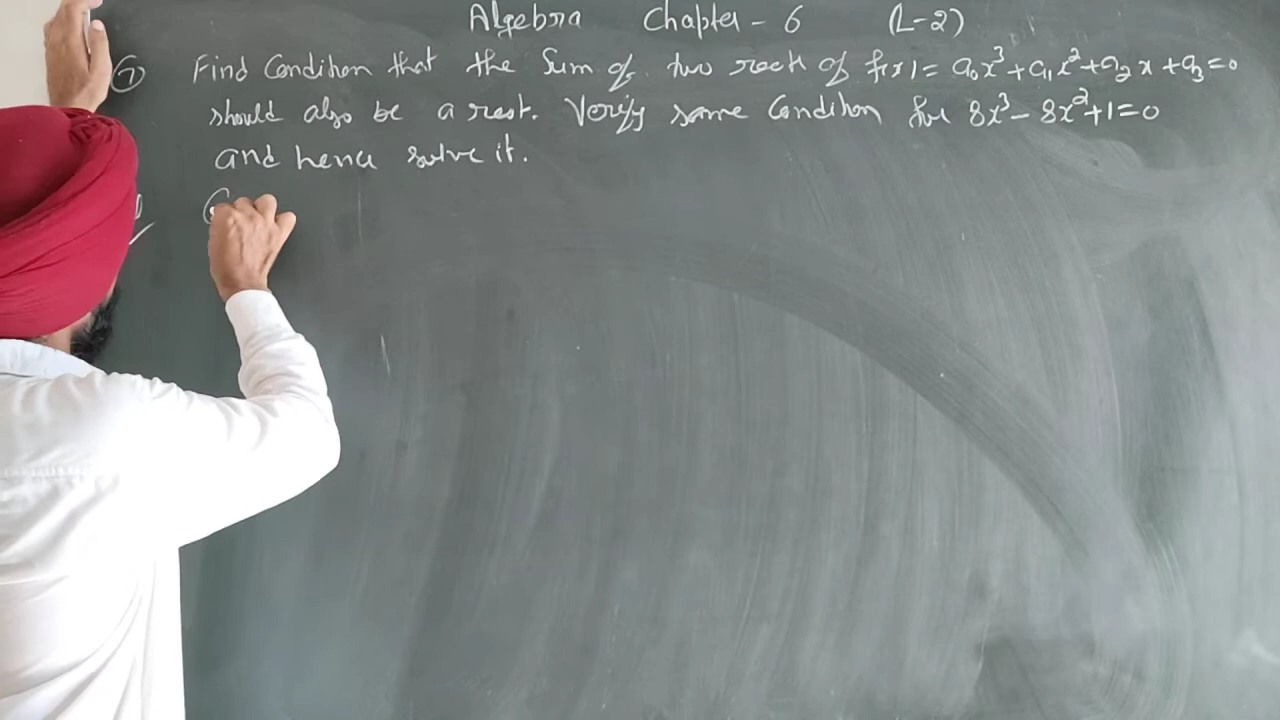 Algebra Chapter - 6 (L-2)
⑦ Find Condition that the Sum of two roots of f(x) = a₀x³ + a₁x² + a₂x + a₃ = 0
should also be a root. Verify same Condition for 8x³ - 8x² + 1 = 0
and hence solve it.